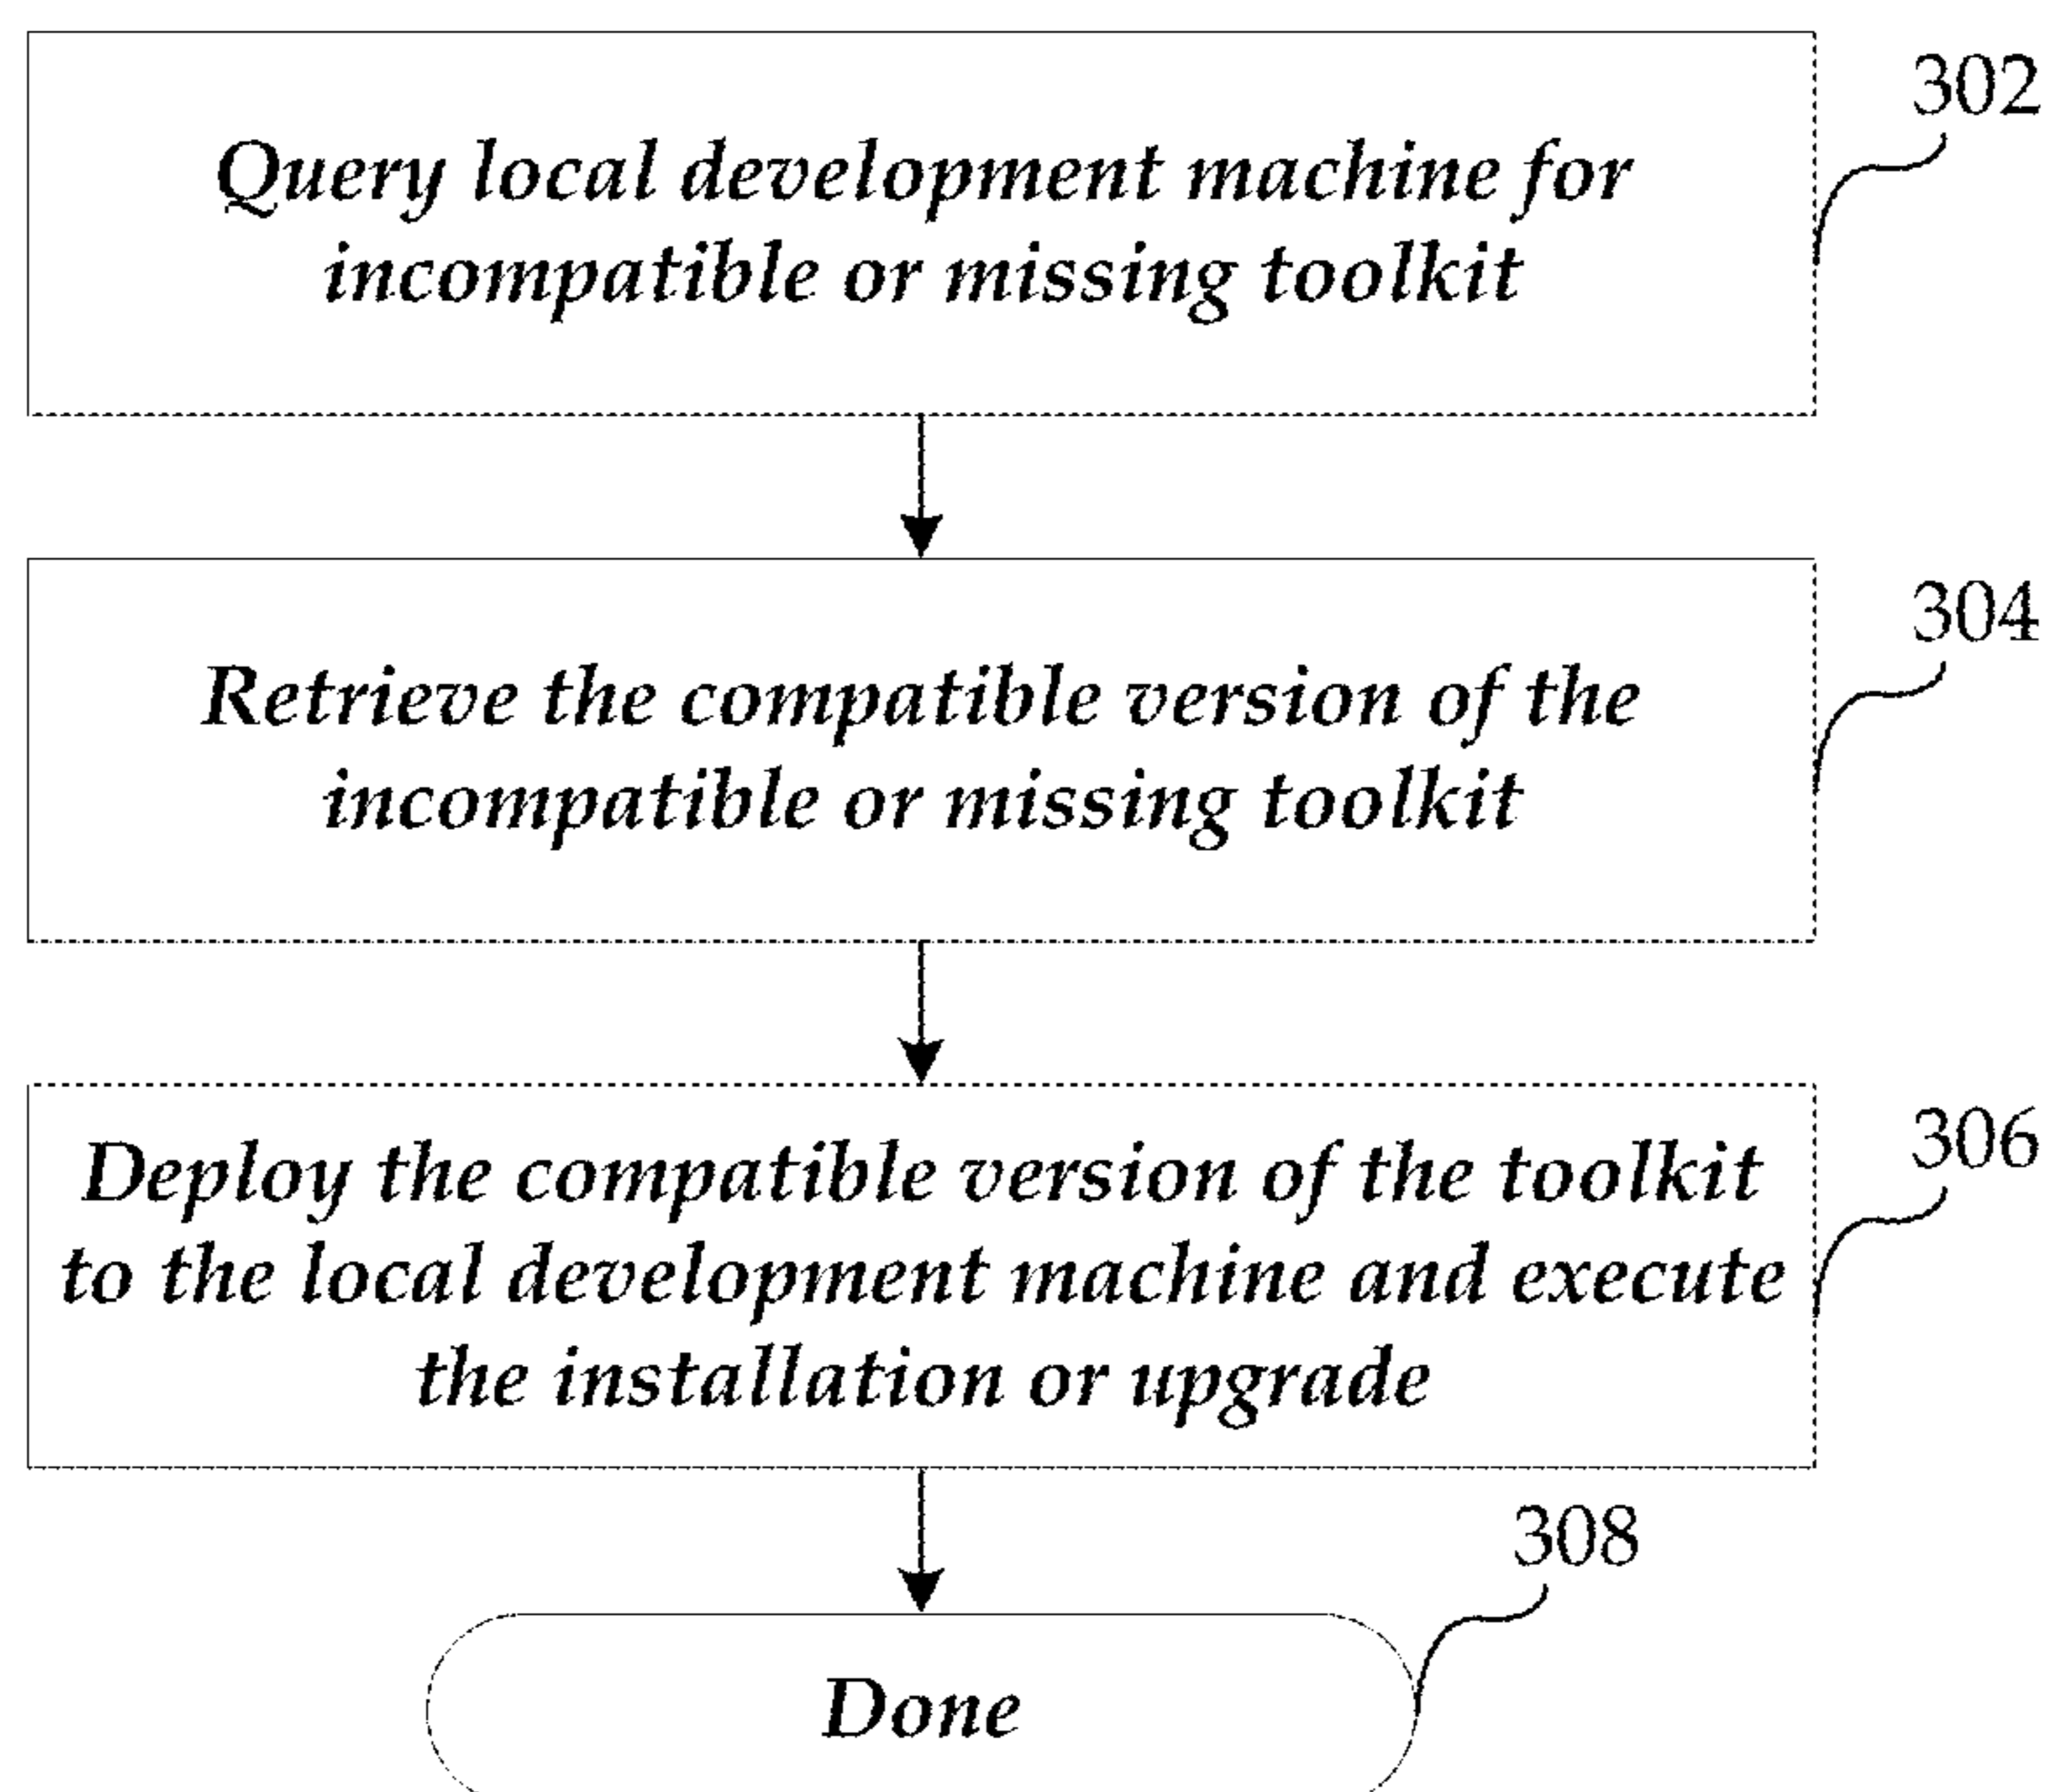 302
Query local development machine for
incompatible or missing toolkit
304
Retrieve the compatible version of the
incompatible or missing toolkit
306
Deploy the compatible version of the toolkit
to the local development machine and execute
the installation or upgrade
308
Done